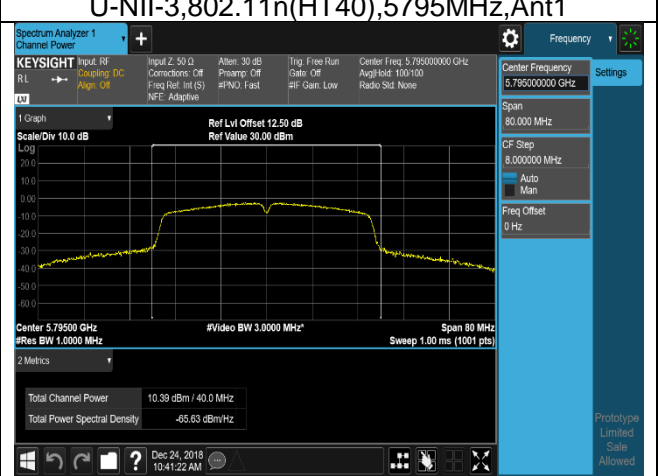 U-NII-3,802.11n(HT40),5795MHz,Ant1
Spectrum Analyzer 1
Channel Power
+
Frequency
KEYSIGHT
RL
LXI
Input: RF
Coupling: DC
Align: Off
Input Z: 50 Ω
Corrections: Off
Freq Ref: Int (S)
NFE: Adaptive
Atten: 30 dB
Preamp: Off
#PNO: Fast
Trig: Free Run
Gate: Off
#IF Gain: Low
Center Freq: 5.795000000 GHz
Avg|Hold: 100/100
Radio Std: None
Center Frequency
5.795000000 GHz
Settings
Span
80.000 MHz
CF Step
8.000000 MHz
Auto
Man
Freq Offset
0 Hz
1 Graph
Scale/Div 10.0 dB
Ref Lvl Offset 12.50 dB
Ref Value 30.00 dBm
Log
20.0
10.0
0.00
-10.0
-20.0
-30.0
-40.0
-50.0
-60.0
Center 5.79500 GHz
#Video BW 3.0000 MHz*
Span 80 MHz
#Res BW 1.0000 MHz
Sweep 1.00 ms (1001 pts)
2 Metrics
Total Channel Power 10.39 dBm / 40.0 MHz
Total Power Spectral Density -65.63 dBm/Hz
Prototype
Limited
Sale
Allowed
?
Dec 24, 2018
10:41:22 AM